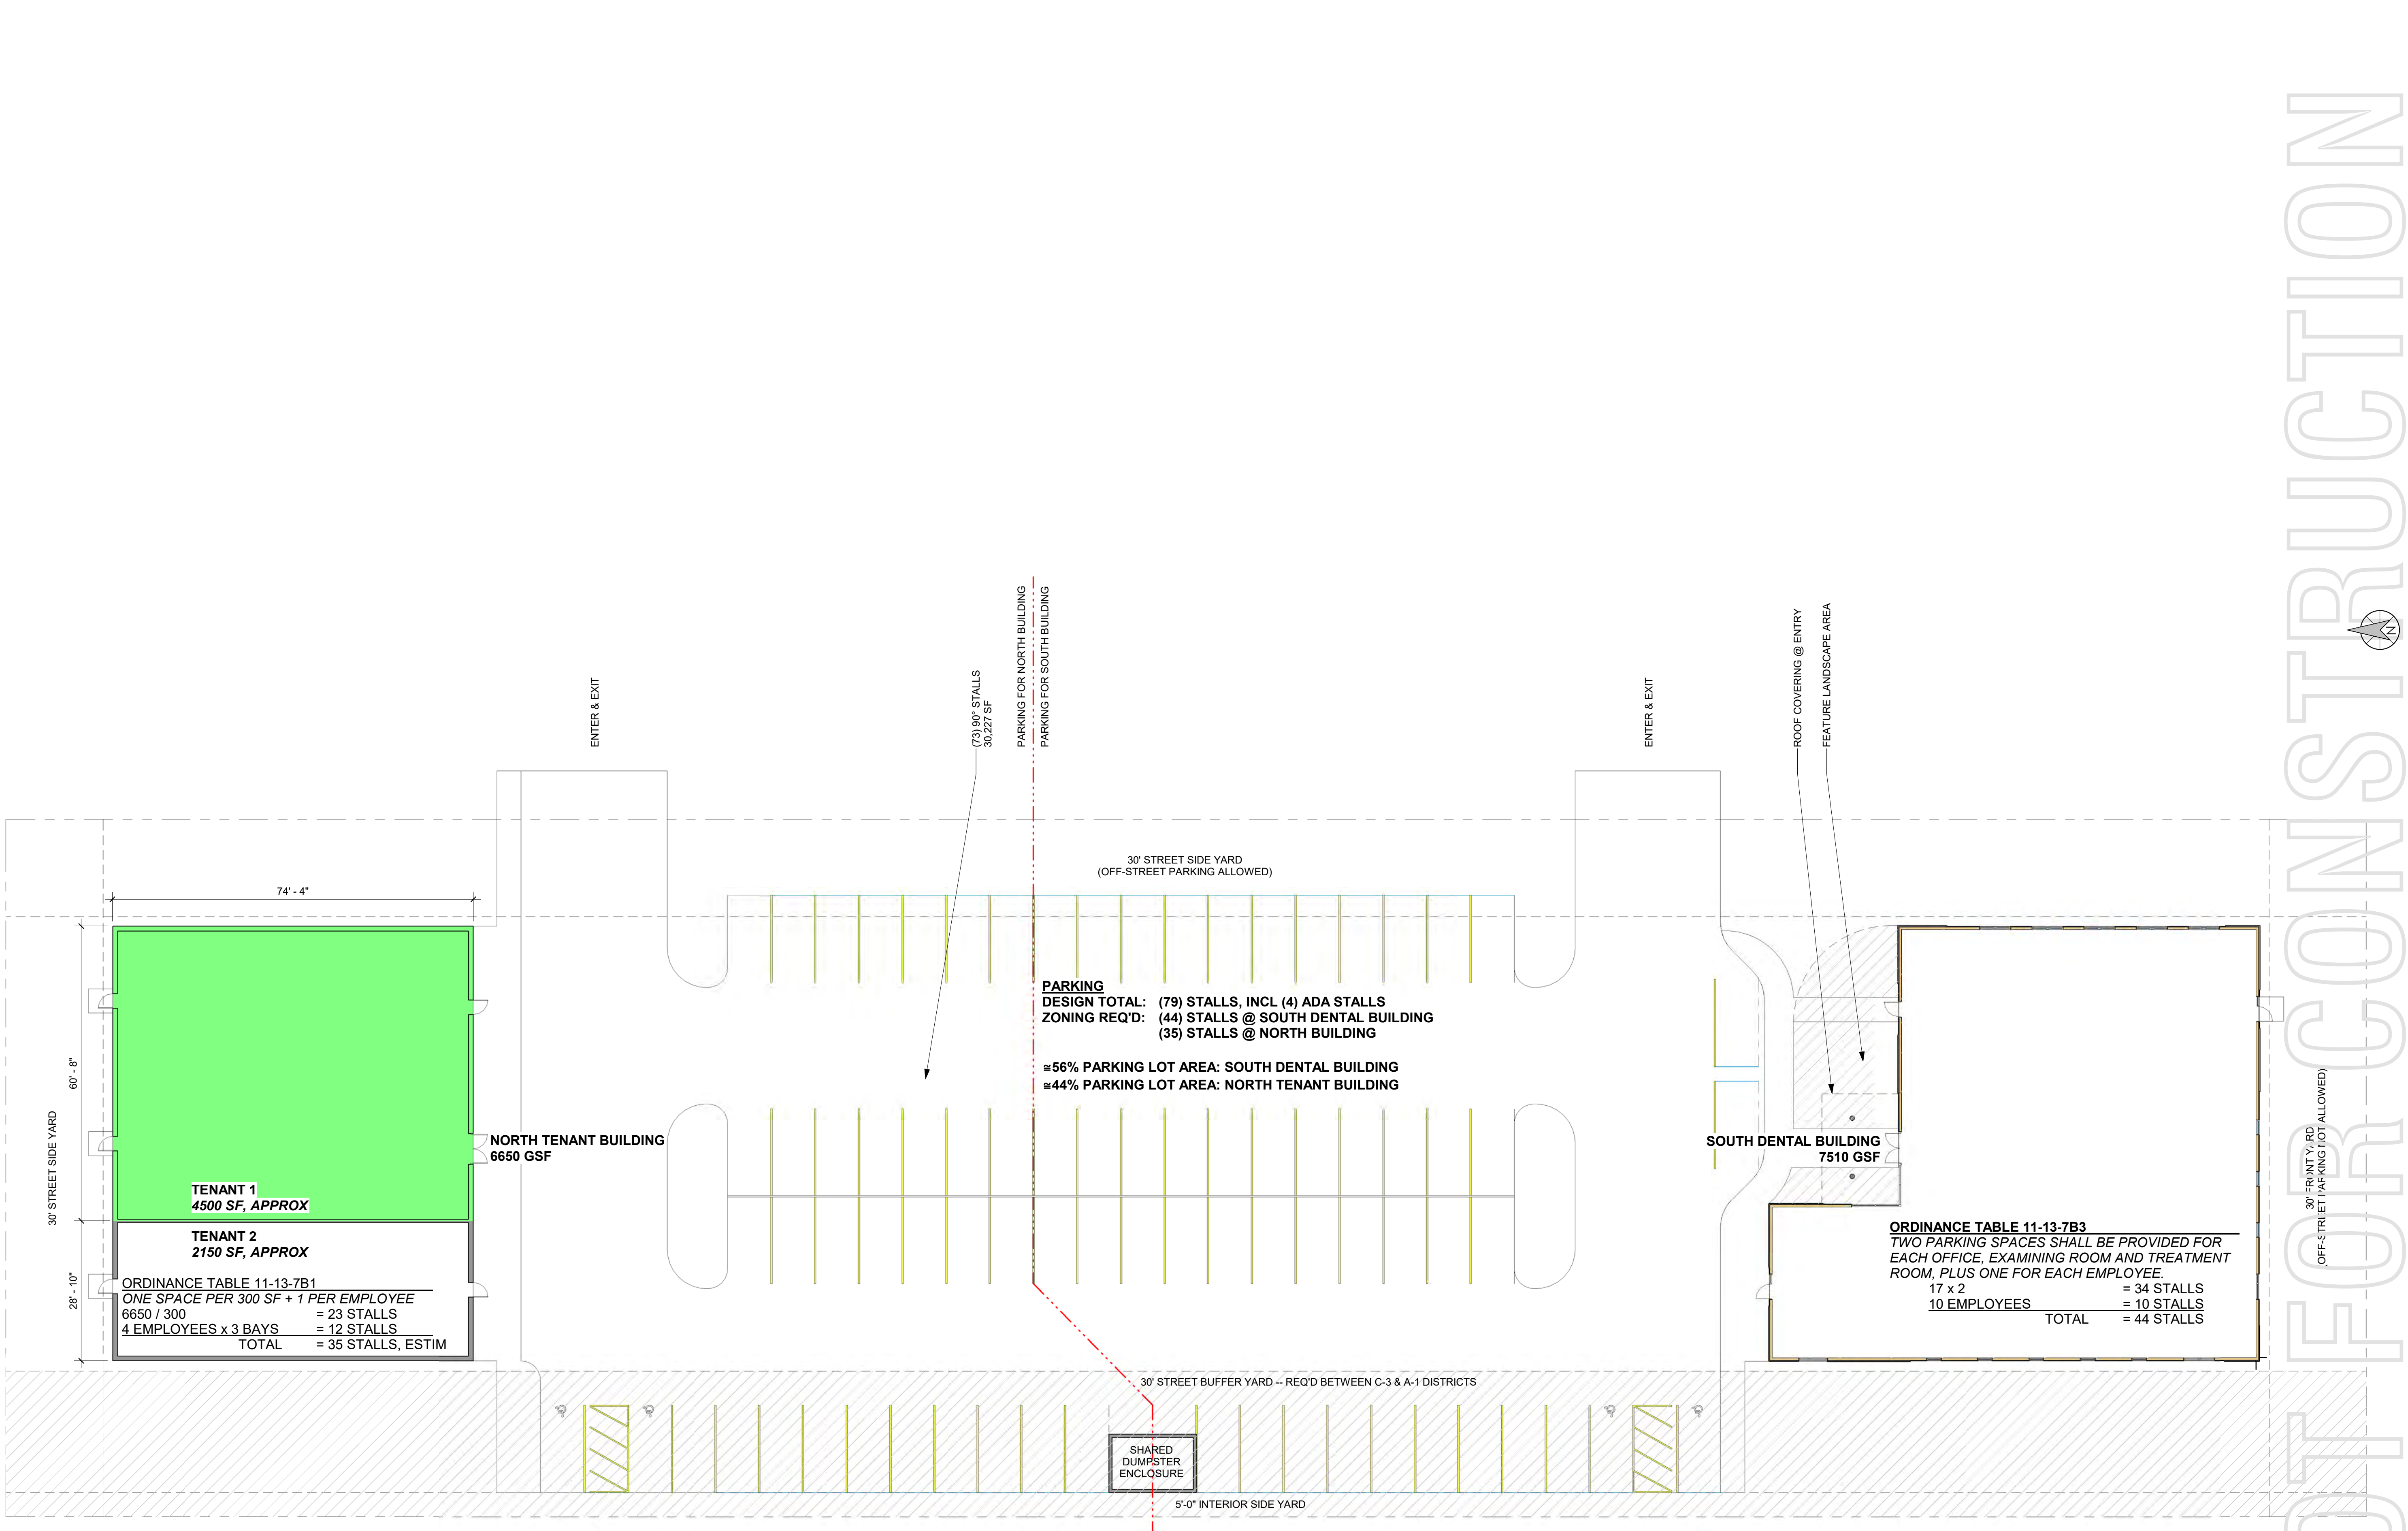 ENTER & EXIT
(73) 90° STALLS
30,227 SF
PARKING FOR NORTH BUILDING
PARKING FOR SOUTH BUILDING
ENTER & EXIT
ROOF COVERING @ ENTRY
FEATURE LANDSCAPE AREA
N
30' STREET SIDE YARD
(OFF-STREET PARKING ALLOWED)
74' - 4"
60' - 8"
28' - 10"
30' STREET SIDE YARD
PARKING
DESIGN TOTAL: (79) STALLS, INCL (4) ADA STALLS
ZONING REQ'D: (44) STALLS @ SOUTH DENTAL BUILDING
(35) STALLS @ NORTH BUILDING
≅56% PARKING LOT AREA: SOUTH DENTAL BUILDING
≅44% PARKING LOT AREA: NORTH TENANT BUILDING
NORTH TENANT BUILDING
6650 GSF
SOUTH DENTAL BUILDING
7510 GSF
TENANT 1
4500 SF, APPROX
TENANT 2
2150 SF, APPROX
ORDINANCE TABLE 11-13-7B1
ONE SPACE PER 300 SF + 1 PER EMPLOYEE
6650 / 300 = 23 STALLS
4 EMPLOYEES x 3 BAYS = 12 STALLS
TOTAL = 35 STALLS, ESTIM
ORDINANCE TABLE 11-13-7B3
TWO PARKING SPACES SHALL BE PROVIDED FOR
EACH OFFICE, EXAMINING ROOM AND TREATMENT
ROOM, PLUS ONE FOR EACH EMPLOYEE.
17 x 2 = 34 STALLS
10 EMPLOYEES = 10 STALLS
TOTAL = 44 STALLS
30' FRONT YARD
(OFF-STREET PARKING NOT ALLOWED)
30' STREET BUFFER YARD -- REQ'D BETWEEN C-3 & A-1 DISTRICTS
SHARED
DUMPSTER
ENCLOSURE
5'-0" INTERIOR SIDE YARD
FOR CONSTRUCTION